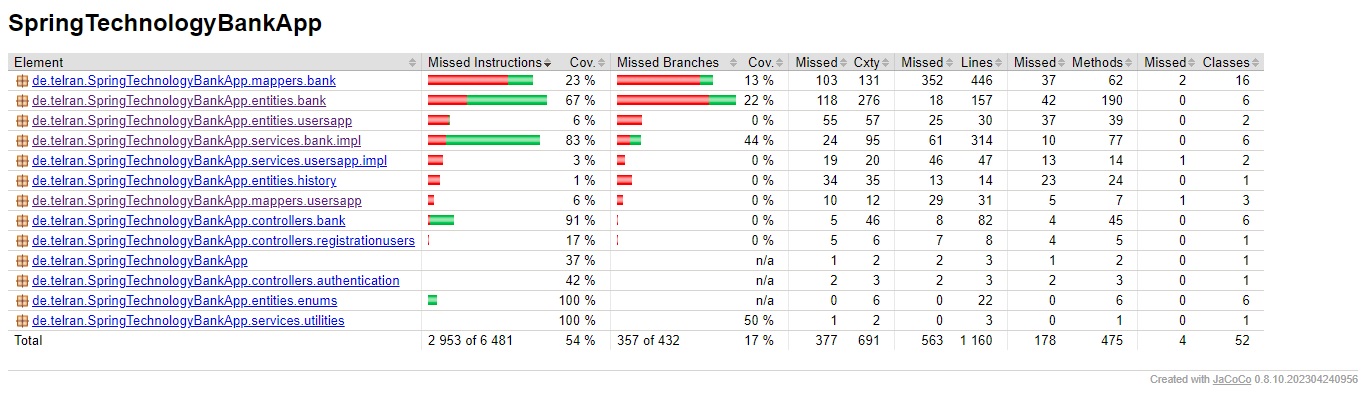 SpringTechnologyBankApp
Element Missed Instructions Cov. Missed Branches Cov. Missed Cxty Missed Lines Missed Methods Missed Classes
de.telran.SpringTechnologyBankApp.mappers.bank 23 % 13 % 103 131 352 446 37 62 2 16
de.telran.SpringTechnologyBankApp.entities.bank 67 % 22 % 118 276 18 157 42 190 0 6
de.telran.SpringTechnologyBankApp.entities.usersapp 6 % 0 % 55 57 25 30 37 39 0 2
de.telran.SpringTechnologyBankApp.services.bank.impl 83 % 44 % 24 95 61 314 10 77 0 6
de.telran.SpringTechnologyBankApp.services.usersapp.impl 3 % 0 % 19 20 46 47 13 14 1 2
de.telran.SpringTechnologyBankApp.entities.history 1 % 0 % 34 35 13 14 23 24 0 1
de.telran.SpringTechnologyBankApp.mappers.usersapp 6 % 0 % 10 12 29 31 5 7 1 3
de.telran.SpringTechnologyBankApp.controllers.bank 91 % 0 % 5 46 8 82 4 45 0 6
de.telran.SpringTechnologyBankApp.controllers.registrationusers 17 % 0 % 5 6 7 8 4 5 0 1
de.telran.SpringTechnologyBankApp 37 % n/a 1 2 2 3 1 2 0 1
de.telran.SpringTechnologyBankApp.controllers.authentication 42 % n/a 2 3 2 3 2 3 0 1
de.telran.SpringTechnologyBankApp.entities.enums 100 % n/a 0 6 0 22 0 6 0 6
de.telran.SpringTechnologyBankApp.services.utilities 100 % 50 % 1 2 0 3 0 1 0 1
Total 2 953 of 6 481 54 % 357 of 432 17 % 377 691 563 1 160 178 475 4 52
Created with JaCoCo 0.8.10.202304240956